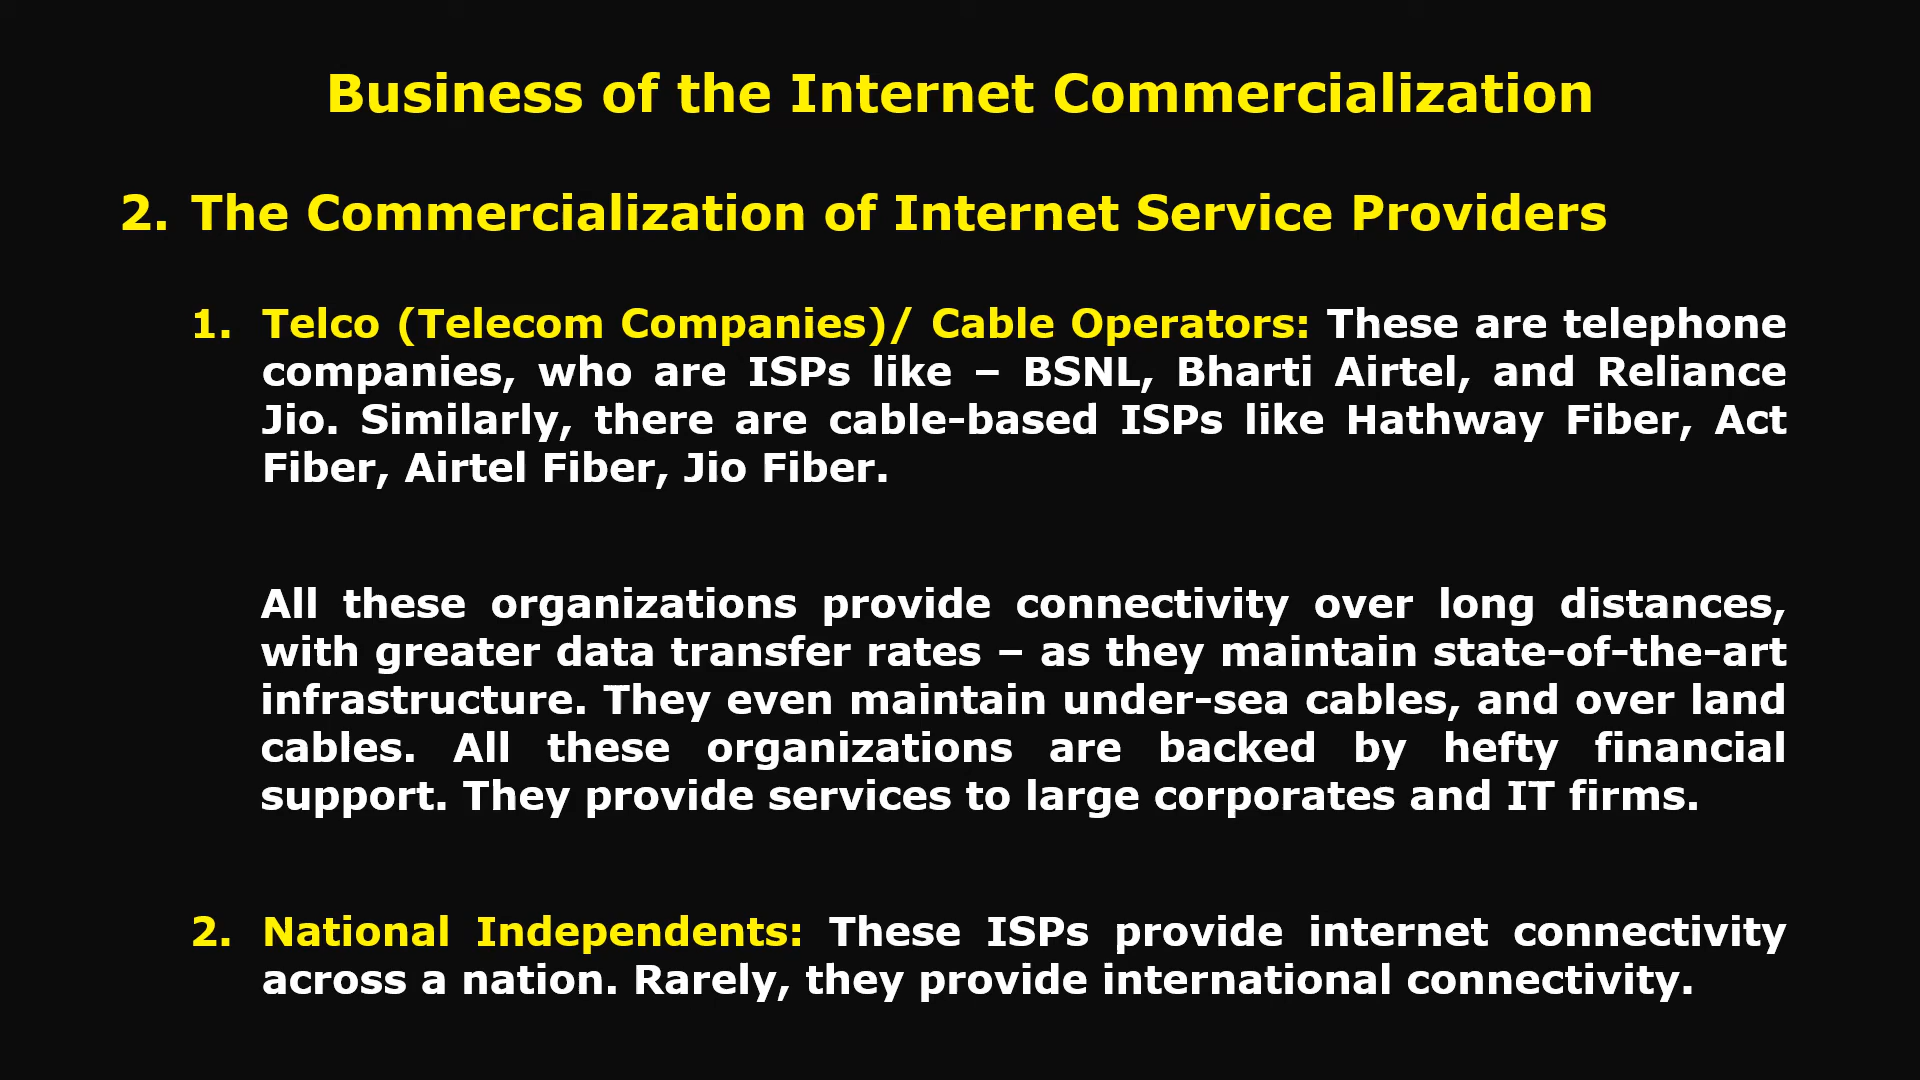 Business of the Internet Commercialization
2. The Commercialization of Internet Service Providers
1. Telco (Telecom Companies)/ Cable Operators: These are telephone
companies, who are ISPs like – BSNL, Bharti Airtel, and Reliance
Jio. Similarly, there are cable-based ISPs like Hathway Fiber, Act
Fiber, Airtel Fiber, Jio Fiber.
All these organizations provide connectivity over long distances,
with greater data transfer rates – as they maintain state-of-the-art
infrastructure. They even maintain under-sea cables, and over land
cables. All these organizations are backed by hefty financial
support. They provide services to large corporates and IT firms.
2. National Independents: These ISPs provide internet connectivity
across a nation. Rarely, they provide international connectivity.